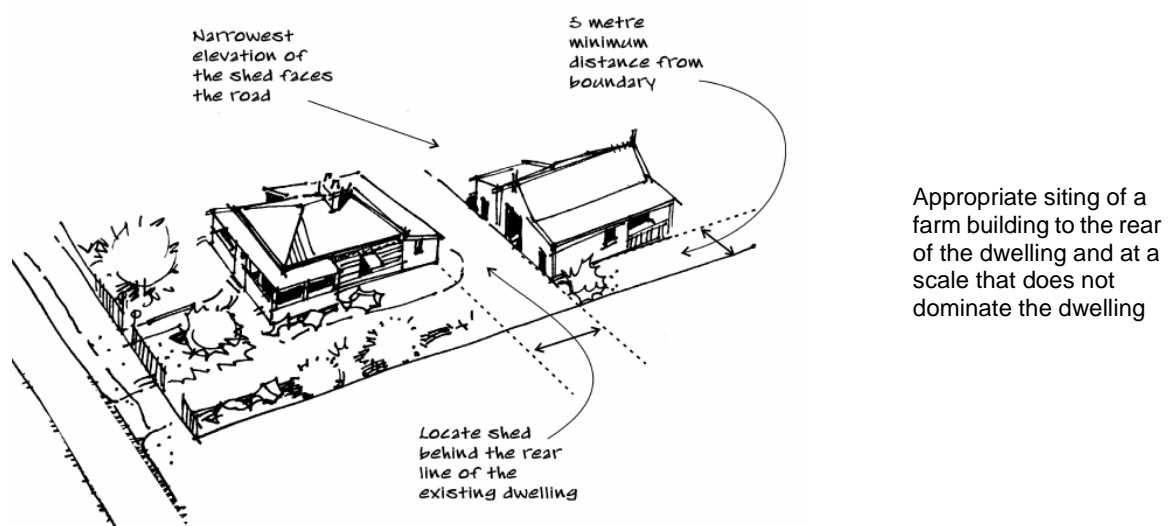 Narrowest
elevation of
the shed faces
the road
5 metre
minimum
distance from
boundary
Appropriate siting of a
farm building to the rear
of the dwelling and at a
scale that does not
dominate the dwelling
Locate shed
behind the rear
line of the
existing dwelling